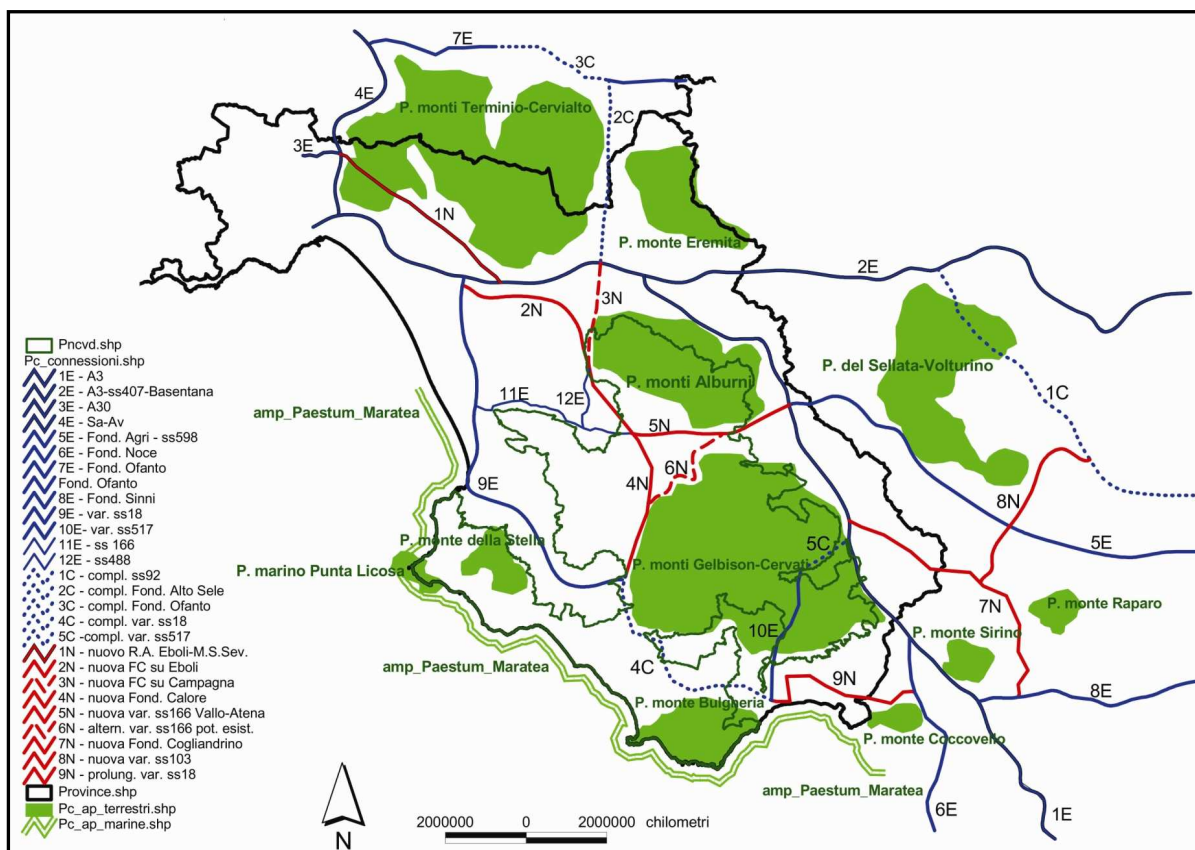 7E
3C
4E
P. monti Terminio-Cervialto
2C
3E
1N
P. monte Eremita
2E
3N
2N
P. del Sellata-Volturino
P. monti Alburni
1C
11E
12E
amp_Paestum_Maratea
5N
6N
9E
4N
8N
P. monte della Stella
5C
5E
P. marino Punta Licosa
P. monti Gelbison-Cervati
7N
P. monte Raparo
10E
P. monte Sirino
amp_Paestum_Maratea
4C
9N
8E
P. monte Bulgheria
P. monte Coccovello
amp_Paestum_Maratea
6E
1E
Pncvd.shp
Pc_connessioni.shp
1E - A3
2E - A3-ss407-Basentana
3E - A30
4E - Sa-Av
5E - Fond. Agri - ss598
6E - Fond. Noce
7E - Fond. Ofanto
Fond. Ofanto
8E - Fond. Sinni
9E - var. ss18
10E- var. ss517
11E - ss 166
12E - ss488
1C - compl. ss92
2C - compl. Fond. Alto Sele
3C - compl. Fond. Ofanto
4C - compl. var. ss18
5C -compl. var. ss517
1N - nuovo R.A. Eboli-M.S.Sev.
2N - nuova FC su Eboli
3N - nuova FC su Campagna
4N - nuova Fond. Calore
5N - nuova var. ss166 Vallo-Atena
6N - altern. var. ss166 pot. esist.
7N - nuova Fond. Cogliandrino
8N - nuova var. ss103
9N - prolung. var. ss18
Province.shp
Pc_ap_terrestri.shp
Pc_ap_marine.shp
N
2000000 0 2000000 chilometri